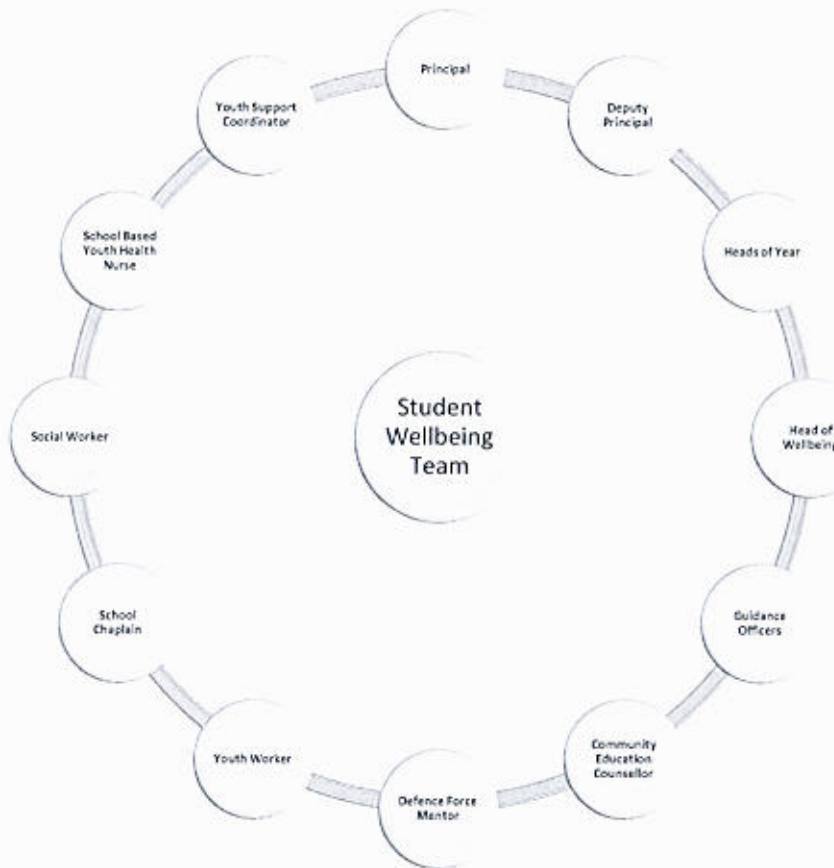 Principal
Deputy
Principal
Heads of Year
Head of
Wellbeing
Guidance
Officers
Community
Education
Counsellor
Defence Force
Mentor
Youth Worker
School
Chaplain
Social Worker
School Based
Youth Health
Nurse
Youth Support
Coordinator
Student
Wellbeing
Team